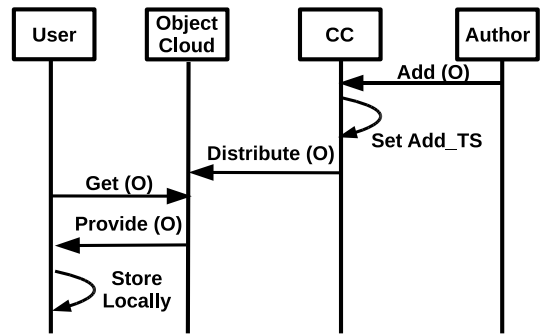 User
Object
Cloud
CC
Author
Add (O)
Set Add_TS
Distribute (O)
Get (O)
Provide (O)
Store
Locally